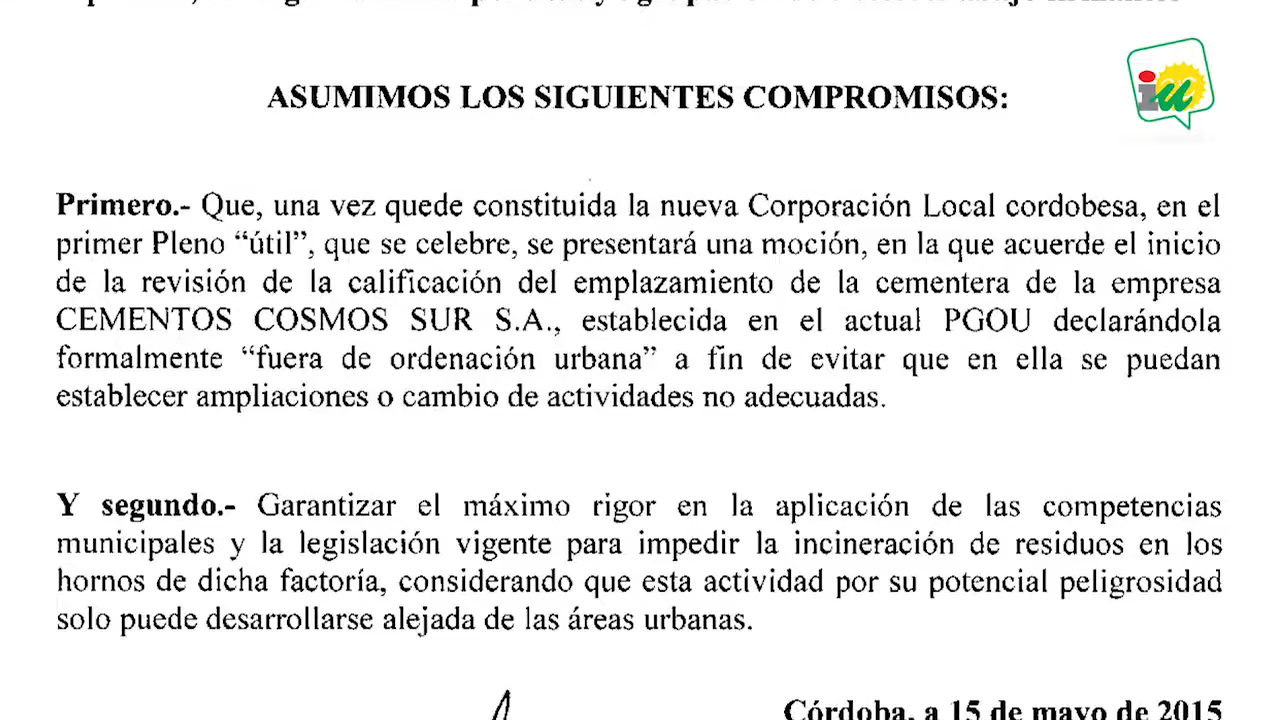 ASUMIMOS LOS SIGUIENTES COMPROMISOS:
iu
Primero.- Que, una vez quede constituida la nueva Corporación Local cordobesa, en el
primer Pleno “útil”, que se celebre, se presentará una moción, en la que acuerde el inicio
de la revisión de la calificación del emplazamiento de la cementera de la empresa
CEMENTOS COSMOS SUR S.A., establecida en el actual PGOU declarándola
formalmente “fuera de ordenación urbana” a fin de evitar que en ella se puedan
establecer ampliaciones o cambio de actividades no adecuadas.
Y segundo.- Garantizar el máximo rigor en la aplicación de las competencias
municipales y la legislación vigente para impedir la incineración de residuos en los
hornos de dicha factoría, considerando que esta actividad por su potencial peligrosidad
solo puede desarrollarse alejada de las áreas urbanas.
Córdoba, a 15 de mayo de 2015